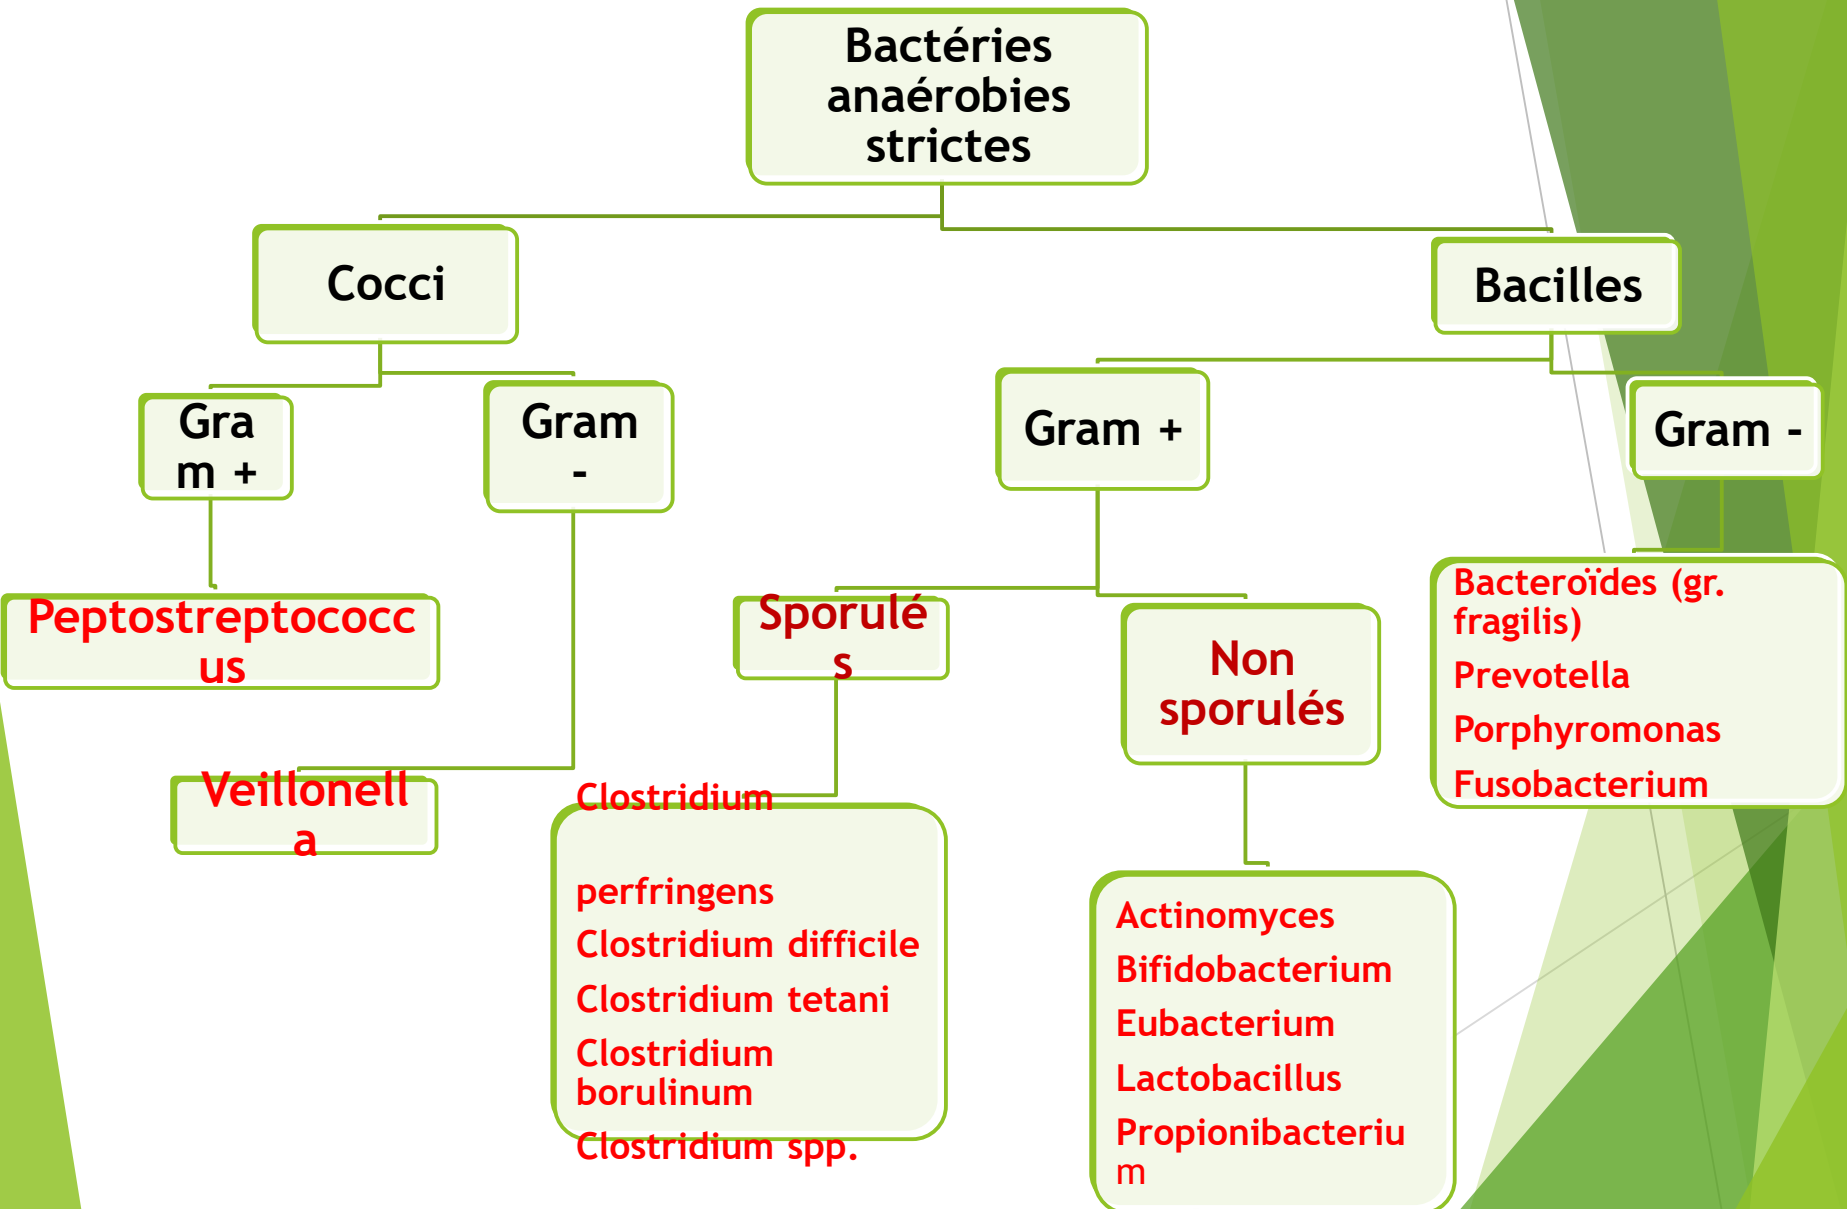 Bactéries
anaérobies
strictes
Cocci
Bacilles
Gra
m +
Gram
-
Gram +
Gram -
Peptostreptococc
us
Veillonell
a
Sporulé
s
Non
sporulés
Clostridium
perfringens
Clostridium difficile
Clostridium tetani
Clostridium
borulinum
Clostridium spp.
Actinomyces
Bifidobacterium
Eubacterium
Lactobacillus
Propionibacteriu
m
Bacteroïdes (gr.
fragilis)
Prevotella
Porphyromonas
Fusobacterium